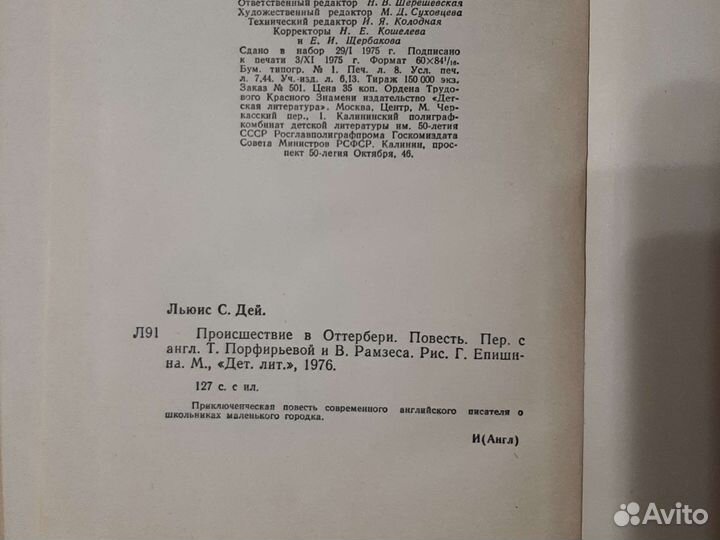 Ответственный редактор Н. В. Шерешевская
Художественный редактор М. Д. Суховцева
Технический редактор И. Я. Колодная
Корректоры Н. Е. Кошелева
и Е. И. Щербакова
Сдано в набор 29/I 1975 г. Подписано
к печати 3/XI 1975 г. Формат 60×84¹/₁₆.
Бум. типогр. № 1. Печ. л. 8. Усл. печ.
л. 7,44. Уч.-изд. л. 6,13. Тираж 150 000 экз.
Заказ № 501. Цена 35 коп. Ордена Трудо-
вого Красного Знамени издательство «Дет-
ская литература». Москва, Центр, М. Чер-
касский пер., 1. Калининский полиграф-
комбинат детской литературы им. 50-летия
СССР Росглавполиграфпрома Госкомиздата
Совета Министров РСФСР. Калинин, прос-
пект 50-летия Октября, 46.
Льюис С. Дей.
Л91 Происшествие в Оттербери. Повесть. Пер. с
англ. Т. Порфирьевой и В. Рамзеса. Рис. Г. Епиши-
на. М., «Дет. лит.», 1976.
127 с. с ил.
Приключенческая повесть современного английского писателя о
школьниках маленького городка.
И(Англ)
Avito